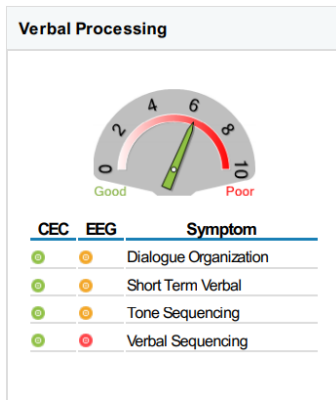 Verbal Processing
0 2 4 6 8 10
Good Poor
CEC EEG Symptom
Dialogue Organization
Short Term Verbal
Tone Sequencing
Verbal Sequencing